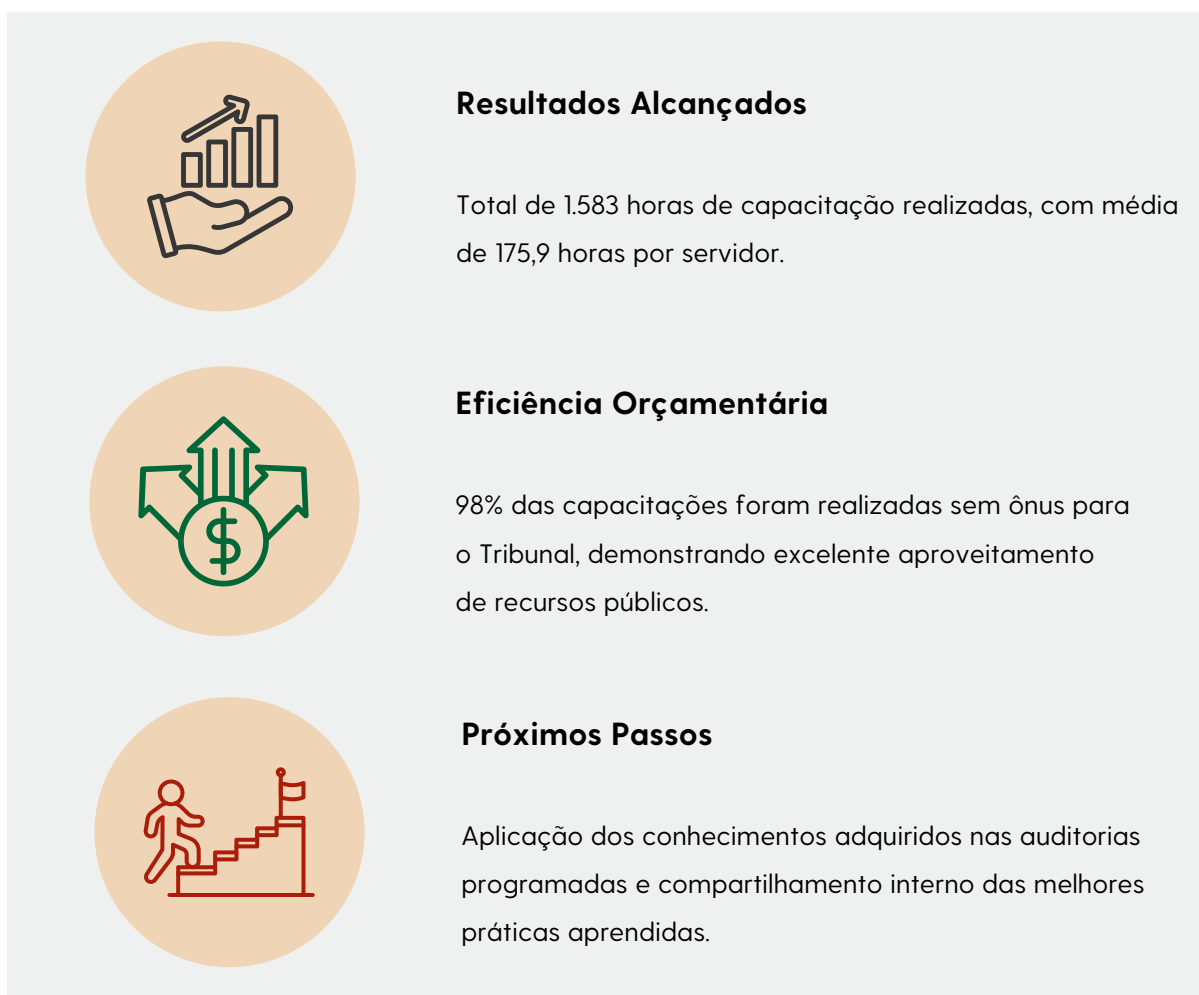 Resultados Alcançados
Total de 1.583 horas de capacitação realizadas, com média
de 175,9 horas por servidor.
Eficiência Orçamentária
98% das capacitações foram realizadas sem ônus para
o Tribunal, demonstrando excelente aproveitamento
de recursos públicos.
Próximos Passos
Aplicação dos conhecimentos adquiridos nas auditorias
programadas e compartilhamento interno das melhores
práticas aprendidas.